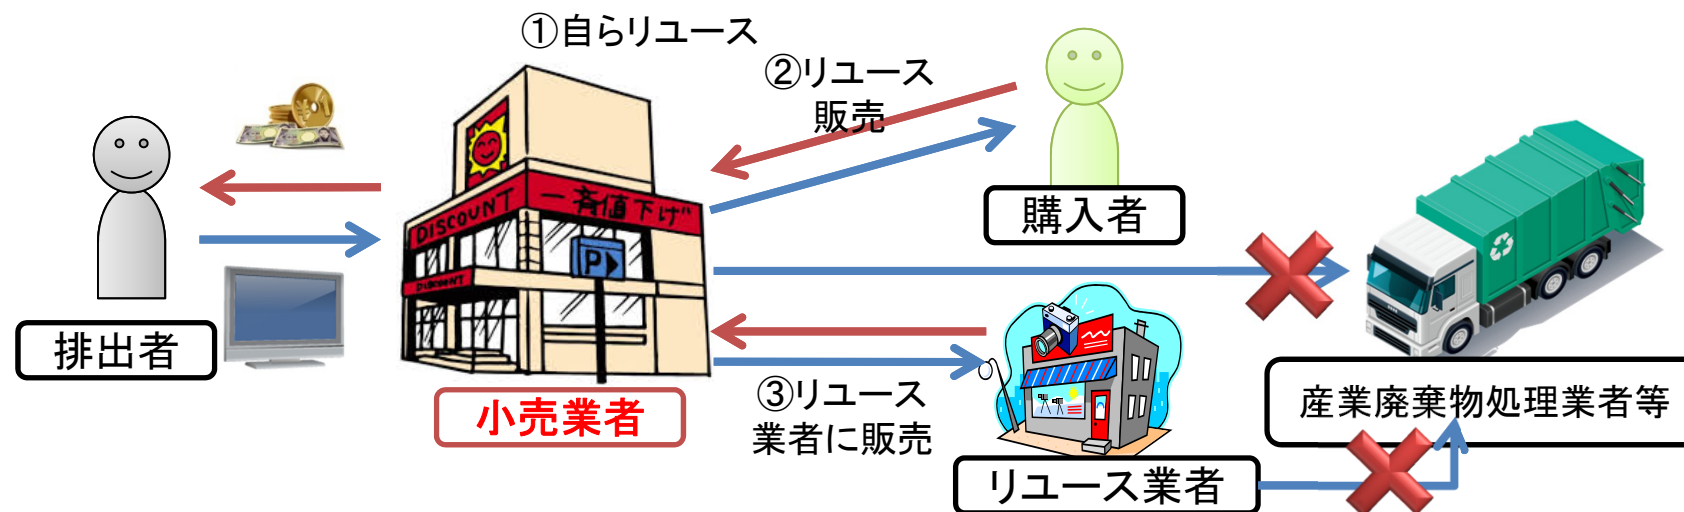 ①自らリユース
②リユース
販売
DISCOUNT
一斉値下げ
DISCOUNT
P
購入者
排出者
小売業者
③リユース
業者に販売
産業廃棄物処理業者等
リユース業者